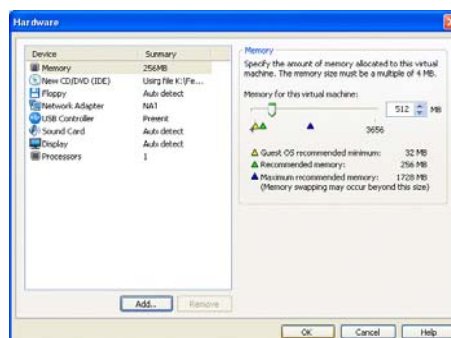 Hardware
Device Summary
Memory 256MB
New CD/DVD (IDE) Using file K:\Fe...
Floppy Auto detect
Network Adapter NAT
USB Controller Present
Sound Card Auto detect
Display Auto detect
Processors 1
Add... Remove
Memory
Specify the amount of memory allocated to this virtual
machine. The memory size must be a multiple of 4 MB.
Memory for this virtual machine:
512 MB
3656
Guest OS recommended minimum: 32 MB
Recommended memory: 256 MB
Maximum recommended memory: 1728 MB
(Memory swapping may occur beyond this size)
OK Cancel Help